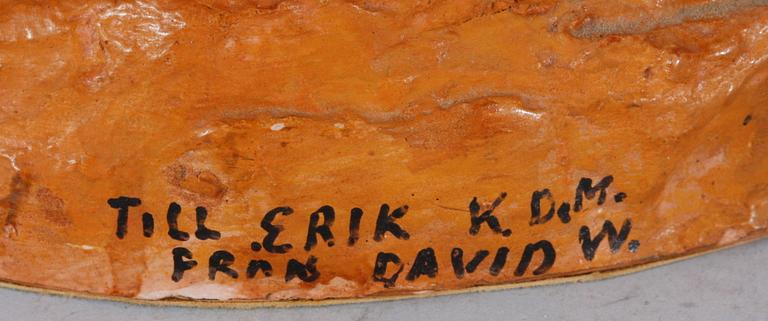 TILL ERIK K.D.M.
FRÅN DAVID W.